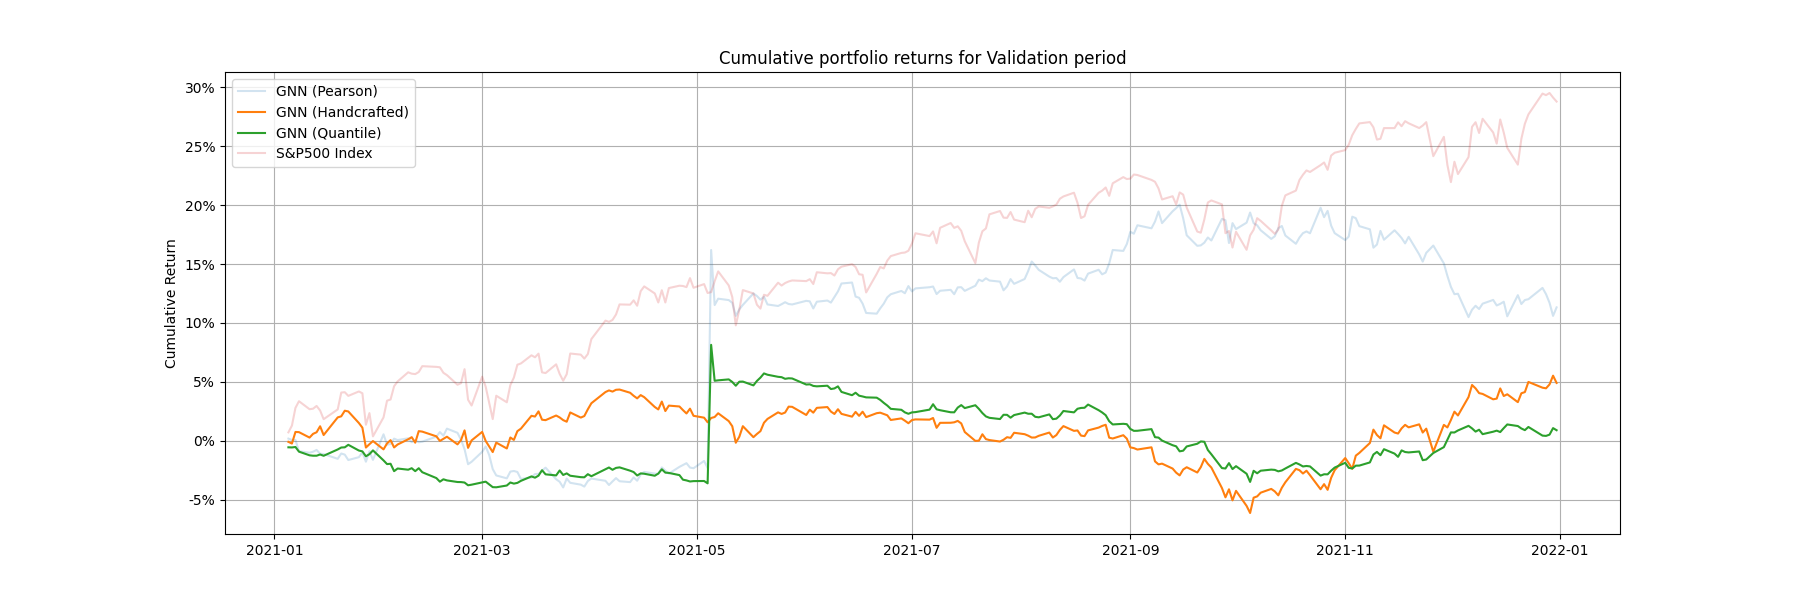 Cumulative portfolio returns for Validation period
GNN (Pearson)
GNN (Handcrafted)
GNN (Quantile)
S&P500 Index
Cumulative Return
30%
25%
20%
15%
10%
5%
0%
-5%
2021-01
2021-03
2021-05
2021-07
2021-09
2021-11
2022-01